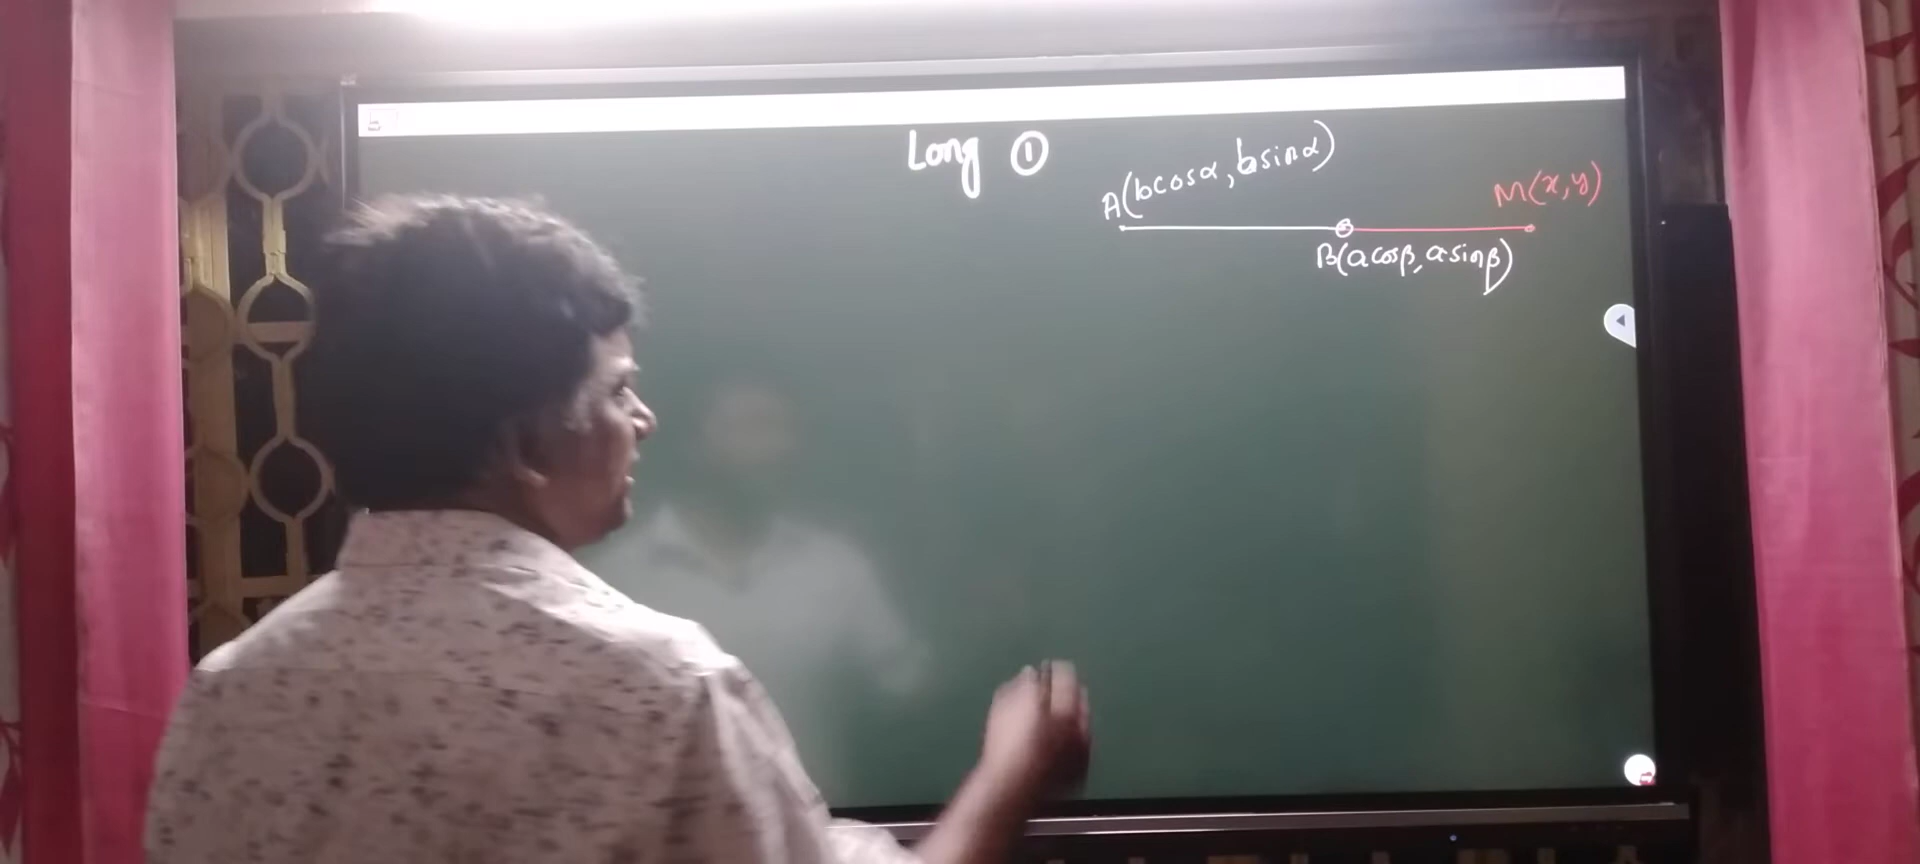 Long ①
A(bcosα, bsinα)
M(x,y)
B(acosβ, asinβ)